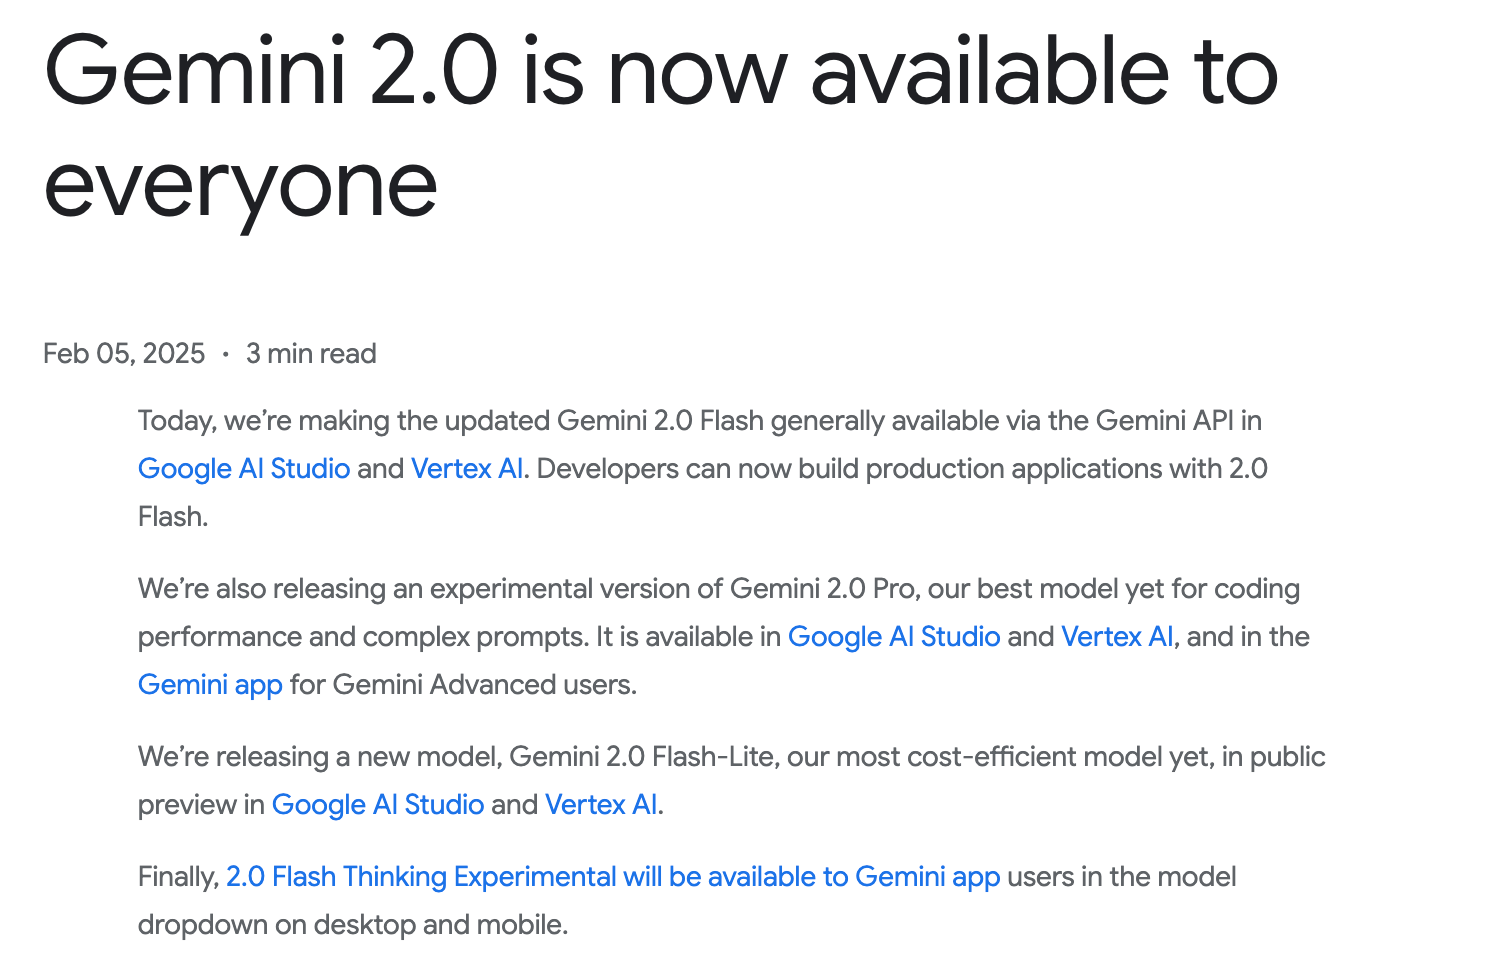 Gemini 2.0 is now available to
everyone
Feb 05, 2025 · 3 min read
Today, we’re making the updated Gemini 2.0 Flash generally available via the Gemini API in
Google AI Studio and Vertex AI. Developers can now build production applications with 2.0
Flash.
We’re also releasing an experimental version of Gemini 2.0 Pro, our best model yet for coding
performance and complex prompts. It is available in Google AI Studio and Vertex AI, and in the
Gemini app for Gemini Advanced users.
We’re releasing a new model, Gemini 2.0 Flash-Lite, our most cost-efficient model yet, in public
preview in Google AI Studio and Vertex AI.
Finally, 2.0 Flash Thinking Experimental will be available to Gemini app users in the model
dropdown on desktop and mobile.